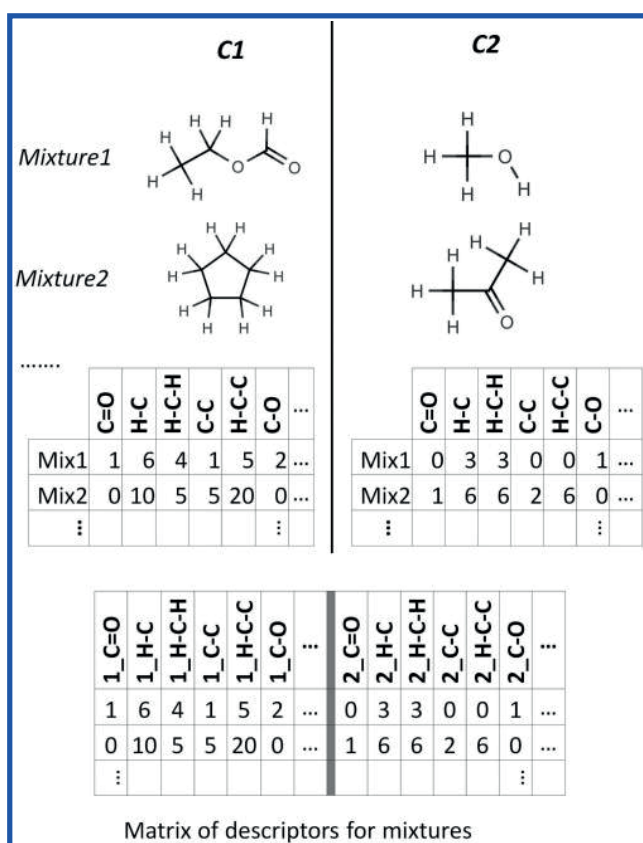 C1 C2
Mixture1
H H H H O O H H H
H H H O H
Mixture2
H H H H H H H H H H
H H H H H H O
.......
C=O H-C H-C-H C-C H-C-C C-O ...
Mix1 1 6 4 1 5 2 ...
Mix2 0 10 5 5 20 0 ...
... ...
C=O H-C H-C-H C-C H-C-C C-O ...
Mix1 0 3 3 0 0 1 ...
Mix2 1 6 6 2 6 0 ...
... ...
1_C=O 1_H-C 1_H-C-H 1_C-C 1_H-C-C 1_C-O ... 2_C=O 2_H-C 2_H-C-H 2_C-C 2_H-C-C 2_C-O ...
1 6 4 1 5 2 ... 0 3 3 0 0 1 ...
0 10 5 5 20 0 ... 1 6 6 2 6 0 ...
... ...
Matrix of descriptors for mixtures